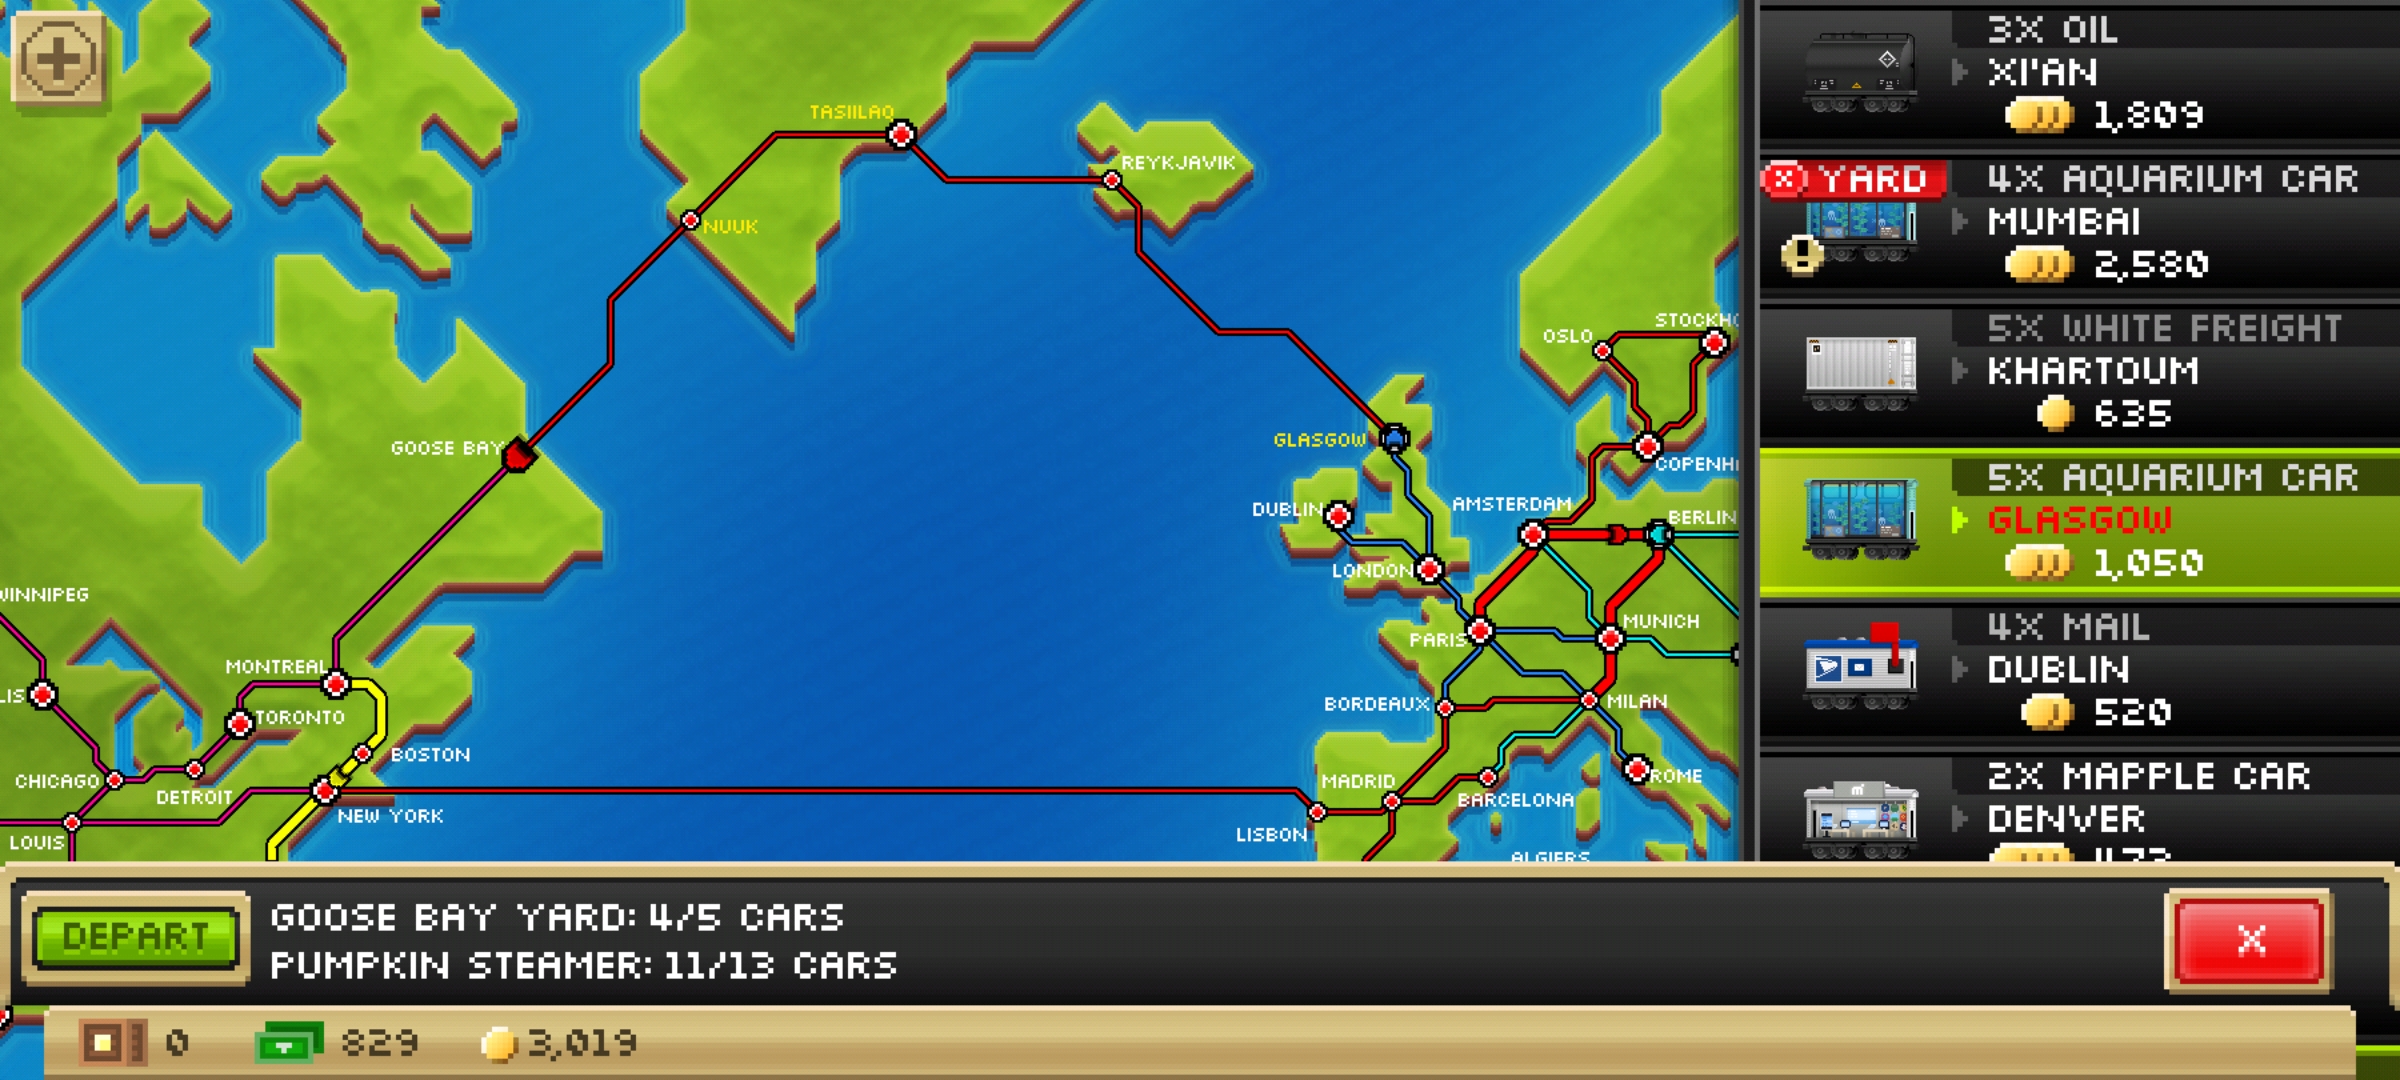 TASIILAQ
REYKJAVIK
NUUK
GOOSE BAY
GLASGOW
DUBLIN
LONDON
OSLO
COPENH
AMSTERDAM
BERLIN
PARIS
MUNICH
BORDEAUX
MILAN
MADRID
ROME
BARCELONA
LISBON
ALGIERS
WINNIPEG
MONTREAL
TORONTO
BOSTON
CHICAGO
DETROIT
NEW YORK
LOUIS
LIS
STOCKHO
3X OIL
XI'AN
1,809
YARD
4X AQUARIUM CAR
MUMBAI
2,580
5X WHITE FREIGHT
KHARTOUM
635
5X AQUARIUM CAR
GLASGOW
1,050
4X MAIL
DUBLIN
520
2X MAPPLE CAR
DENVER
DEPART
GOOSE BAY YARD: 4/5 CARS
PUMPKIN STEAMER: 11/13 CARS
X
0
829
3,019